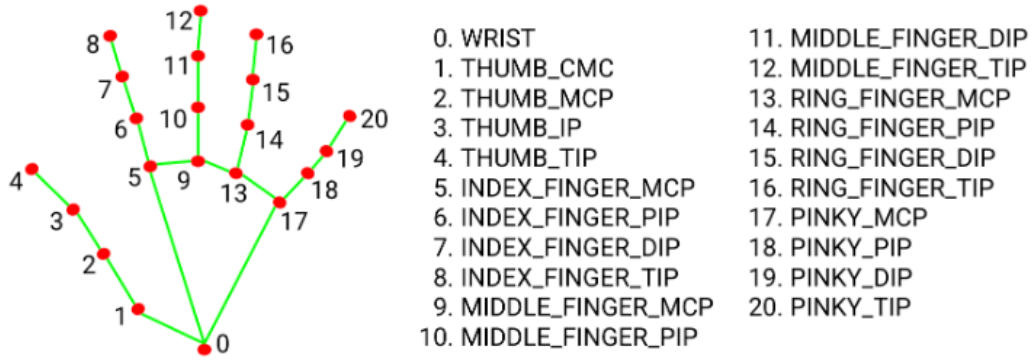 12
8
16
11
7
15
10
20
6
14
19
4
5
9
13
18
3
17
2
1
0
0. WRIST
1. THUMB_CMC
2. THUMB_MCP
3. THUMB_IP
4. THUMB_TIP
5. INDEX_FINGER_MCP
6. INDEX_FINGER_PIP
7. INDEX_FINGER_DIP
8. INDEX_FINGER_TIP
9. MIDDLE_FINGER_MCP
10. MIDDLE_FINGER_PIP
11. MIDDLE_FINGER_DIP
12. MIDDLE_FINGER_TIP
13. RING_FINGER_MCP
14. RING_FINGER_PIP
15. RING_FINGER_DIP
16. RING_FINGER_TIP
17. PINKY_MCP
18. PINKY_PIP
19. PINKY_DIP
20. PINKY_TIP